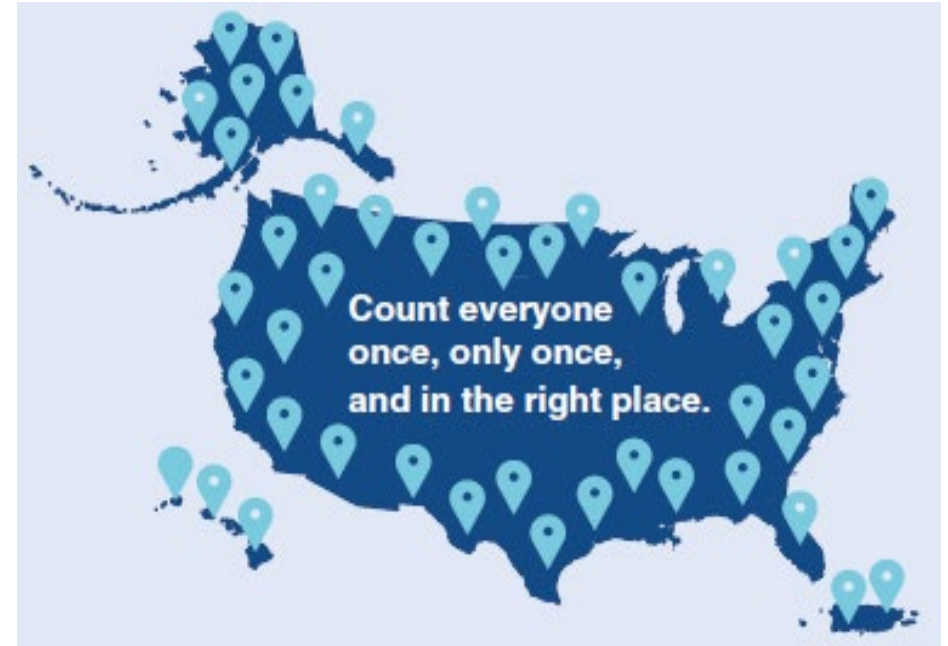 Count everyone
once, only once,
and in the right place.